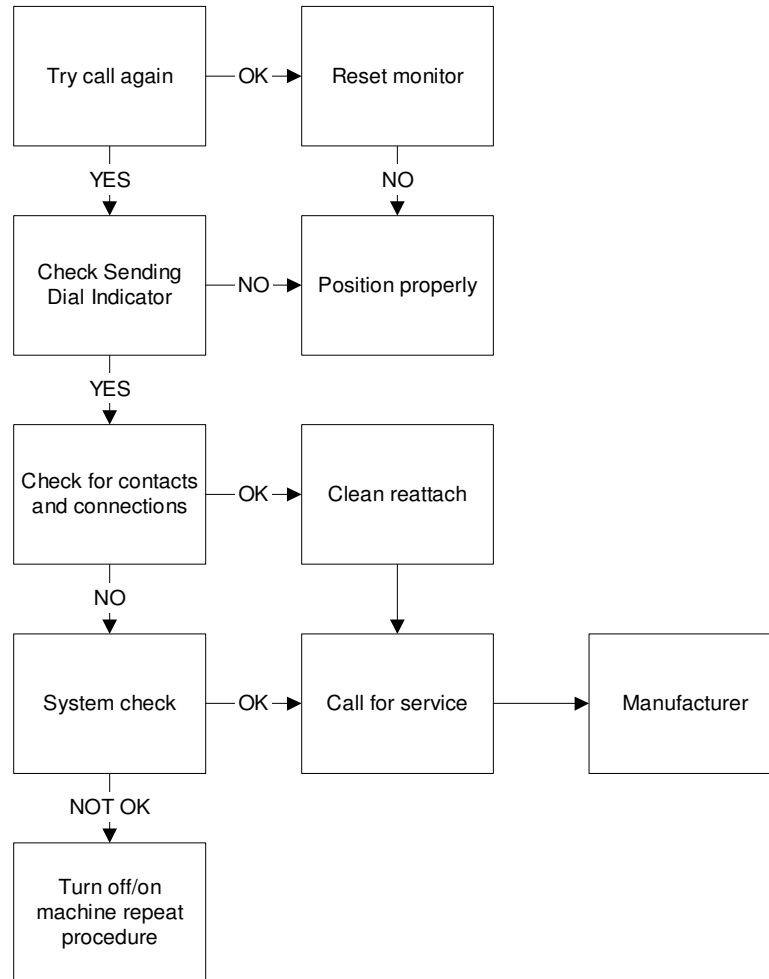 Try call again
OK
Reset monitor
YES
NO
Check Sending
Dial Indicator
NO
Position properly
YES
Check for contacts
and connections
OK
Clean reattach
NO
System check
OK
Call for service
Manufacturer
NOT OK
Turn off/on
machine repeat
procedure